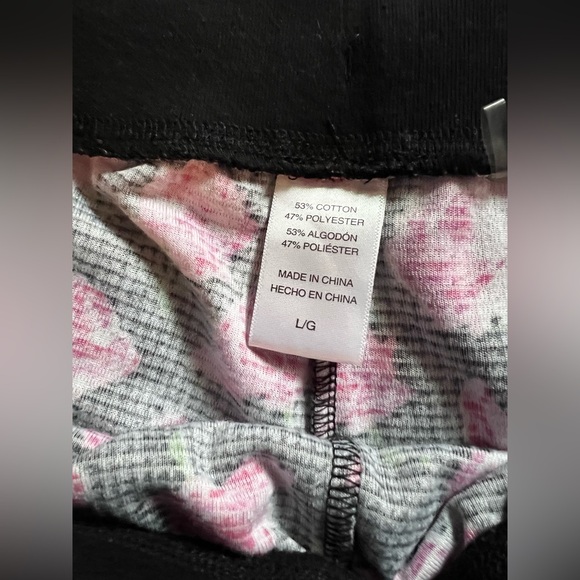 53% COTTON
47% POLYESTER
53% ALGODÓN
47% POLIÉSTER
MADE IN CHINA
HECHO EN CHINA
L/G